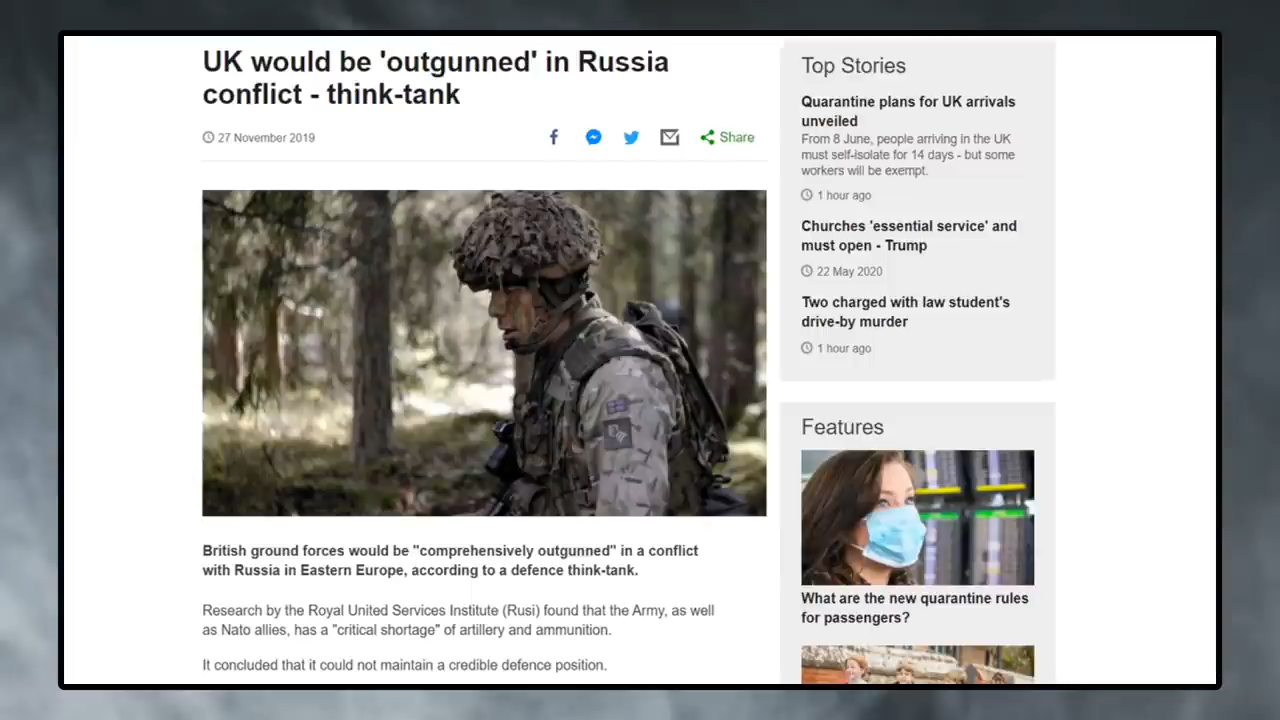 UK would be 'outgunned' in Russia
conflict - think-tank
27 November 2019
Share
British ground forces would be "comprehensively outgunned" in a conflict
with Russia in Eastern Europe, according to a defence think-tank.
Research by the Royal United Services Institute (Rusi) found that the Army, as well
as Nato allies, has a "critical shortage" of artillery and ammunition.
It concluded that it could not maintain a credible defence position.
Top Stories
Quarantine plans for UK arrivals
unveiled
From 8 June, people arriving in the UK
must self-isolate for 14 days - but some
workers will be exempt.
1 hour ago
Churches 'essential service' and
must open - Trump
22 May 2020
Two charged with law student's
drive-by murder
1 hour ago
Features
What are the new quarantine rules
for passengers?